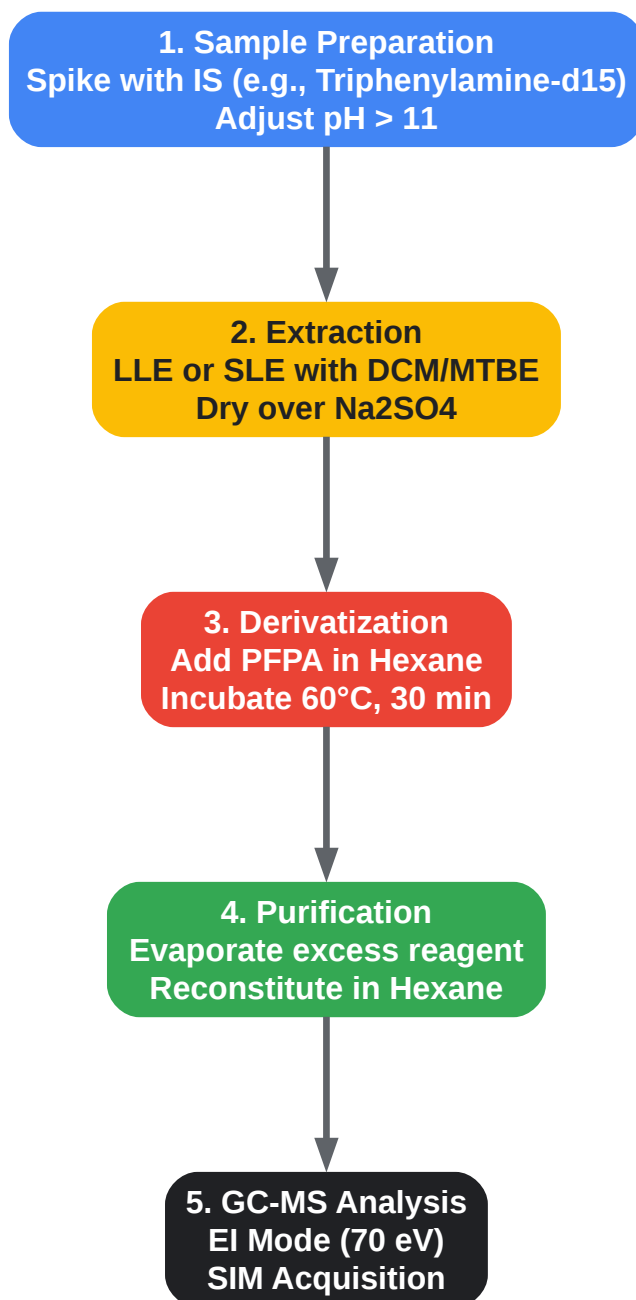 1. Sample Preparation
Spike with IS (e.g., Triphenylamine-d15)
Adjust pH > 11
2. Extraction
LLE or SLE with DCM/MTBE
Dry over Na2SO4
3. Derivatization
Add PFPA in Hexane
Incubate 60°C, 30 min
4. Purification
Evaporate excess reagent
Reconstitute in Hexane
5. GC-MS Analysis
EI Mode (70 eV)
SIM Acquisition